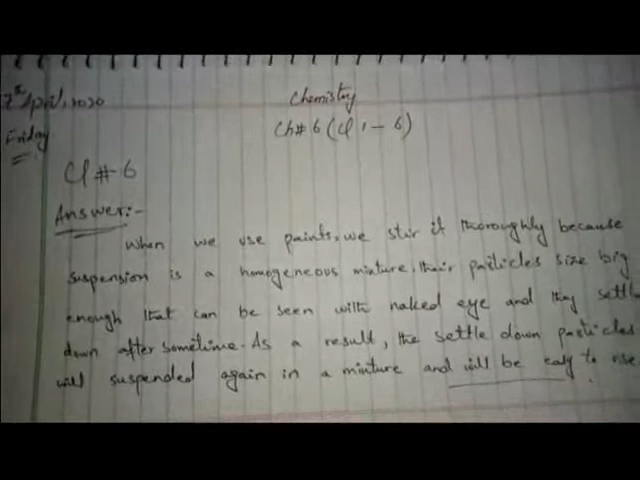 April, 2020
Chemistry
Friday
Ch# 6 (Q 1 - 6)
Q # 6
Answer:-
When we use paints, we stir it thoroughly because
suspension is a homogeneous mixture. their particles size big
enough that can be seen with naked eye and they settle
down after sometime. As a result, the settle down particles
will suspended again in a mixture and will be easy to use.